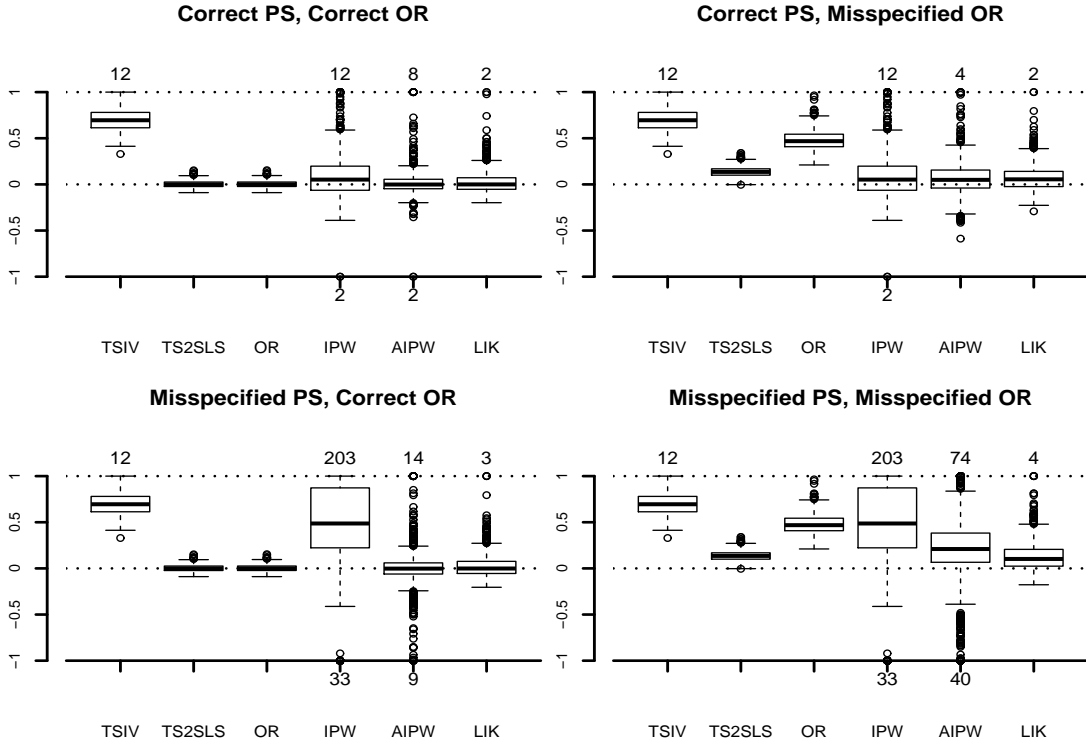 Correct PS, Correct OR
12 12 8 2
1
0.5
0
−0.5
−1
2 2
TSIV TS2SLS OR IPW AIPW LIK
Correct PS, Misspecified OR
12 12 4 2
1
0.5
0
−0.5
−1
2
TSIV TS2SLS OR IPW AIPW LIK
Misspecified PS, Correct OR
12 203 14 3
1
0.5
0
−0.5
−1
33 9
TSIV TS2SLS OR IPW AIPW LIK
Misspecified PS, Misspecified OR
12 203 74 4
1
0.5
0
−0.5
−1
33 40
TSIV TS2SLS OR IPW AIPW LIK